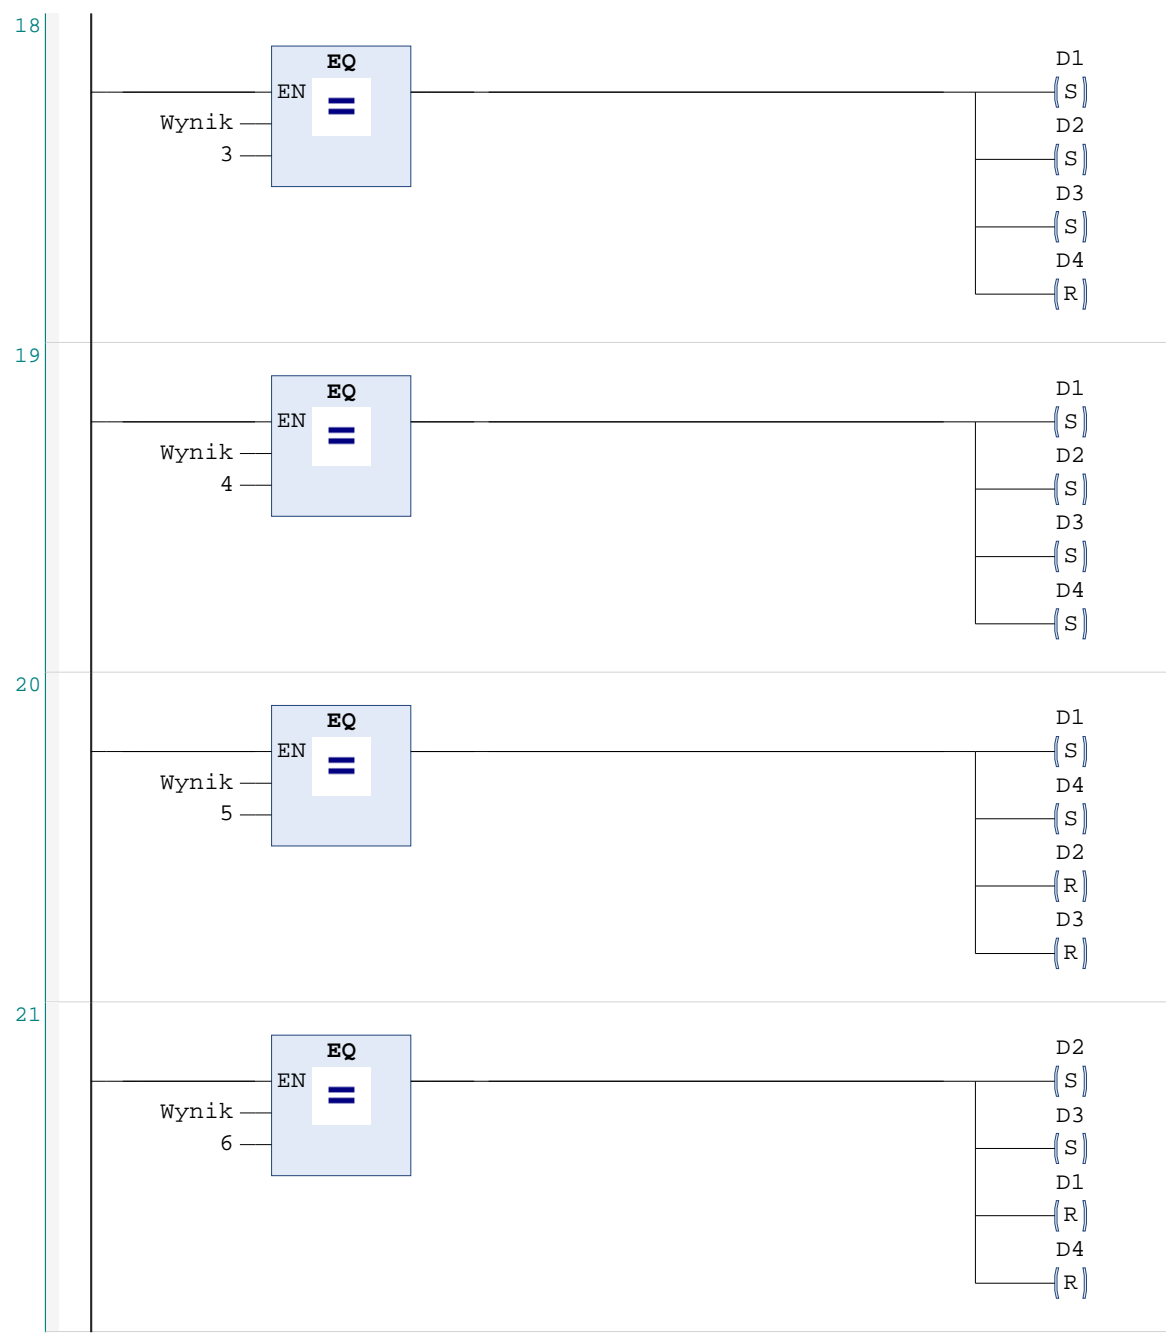 18
EQ
EN
=
Wynik
3
D1
(S)
D2
(S)
D3
(S)
D4
(R)
19
EQ
EN
=
Wynik
4
D1
(S)
D2
(S)
D3
(S)
D4
(S)
20
EQ
EN
=
Wynik
5
D1
(S)
D4
(S)
D2
(R)
D3
(R)
21
EQ
EN
=
Wynik
6
D2
(S)
D3
(S)
D1
(R)
D4
(R)